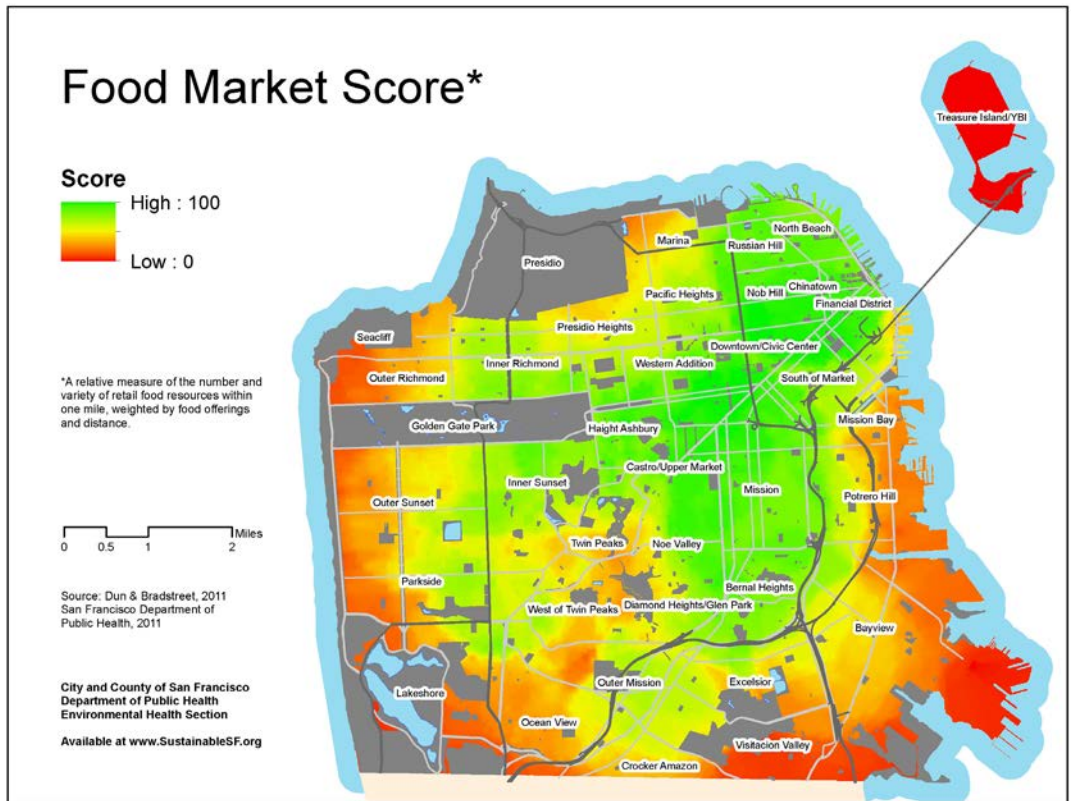 Food Market Score*
Score
High : 100
Low : 0
*A relative measure of the number and
variety of retail food resources within
one mile, weighted by food offerings
and distance.
0 0.5 1 2 Miles
Source: Dun & Bradstreet, 2011
San Francisco Department of
Public Health, 2011
City and County of San Francisco
Department of Public Health
Environmental Health Section
Available at www.SustainableSF.org
Treasure Island/YBI
North Beach
Marina
Russian Hill
Presidio
Chinatown
Pacific Heights
Nob Hill
Financial District
Presidio Heights
Seacliff
Downtown/Civic Center
Inner Richmond
Western Addition
Outer Richmond
South of Market
Mission Bay
Golden Gate Park
Haight Ashbury
Castro/Upper Market
Inner Sunset
Mission
Potrero Hill
Outer Sunset
Twin Peaks
Noe Valley
Parkside
Bernal Heights
West of Twin Peaks
Diamond Heights/Glen Park
Bayview
Outer Mission
Excelsior
Lakeshore
Ocean View
Visitacion Valley
Crocker Amazon